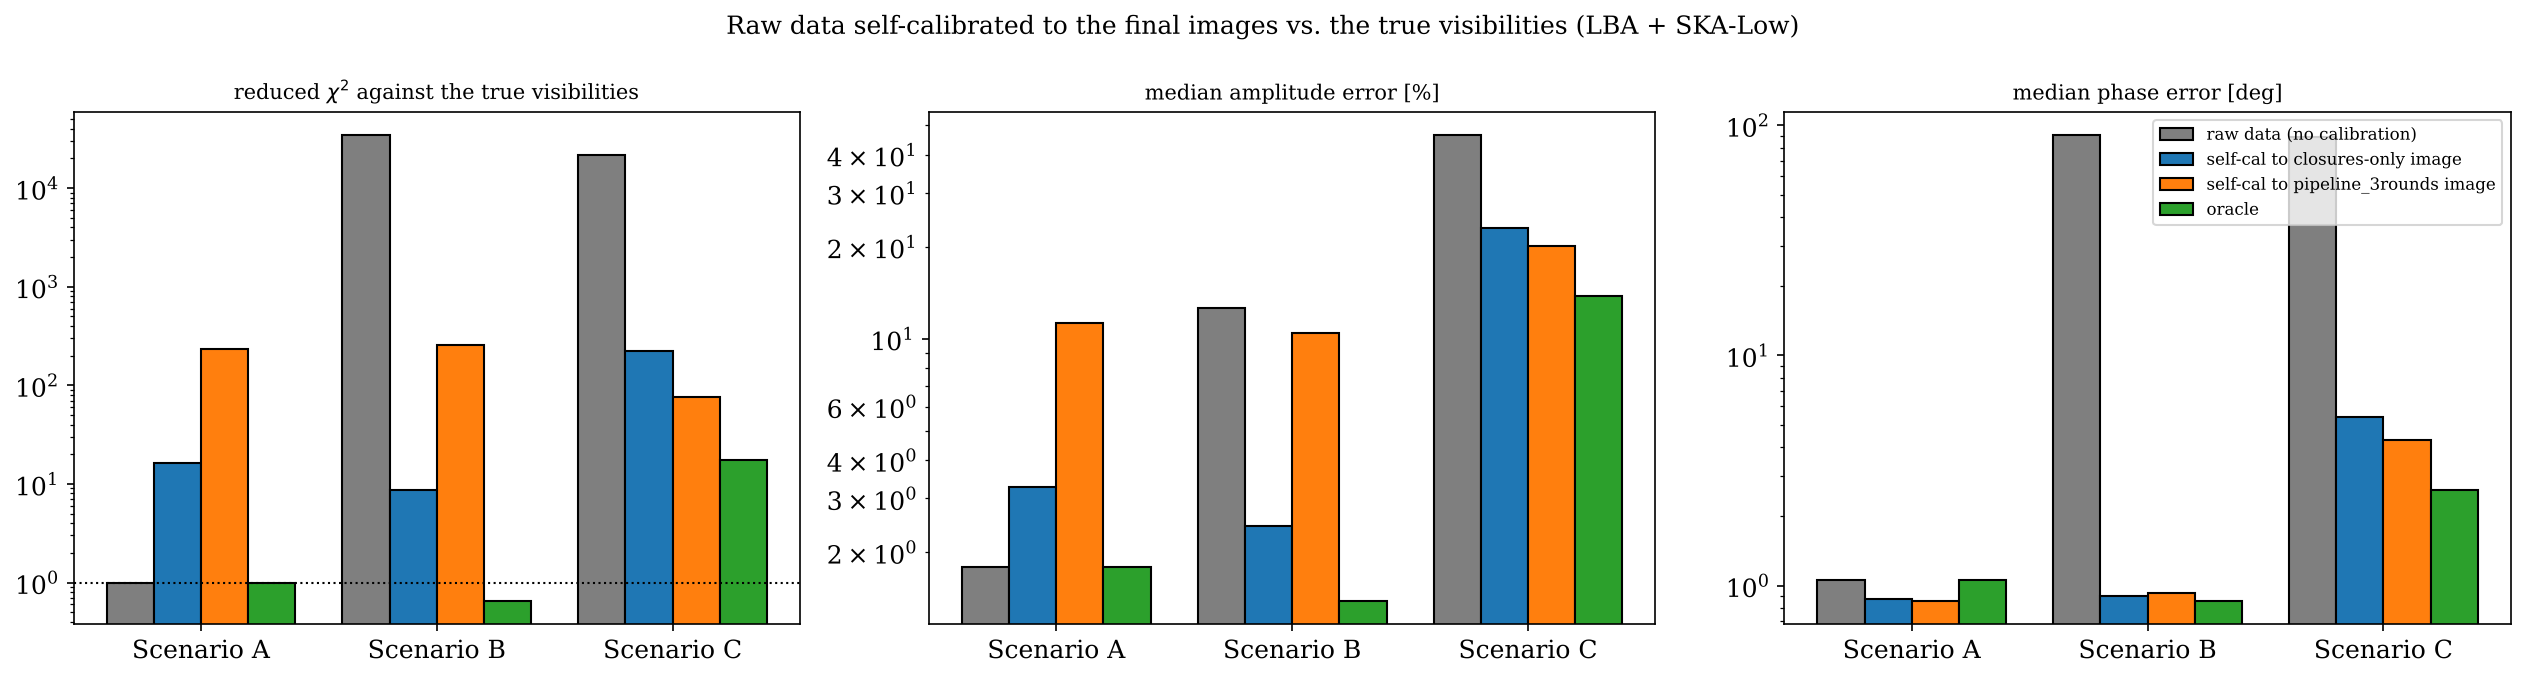 Raw data self-calibrated to the final images vs. the true visibilities (LBA + SKA-Low)
reduced χ² against the true visibilities
10⁴
10³
10²
10¹
10⁰
Scenario A
Scenario B
Scenario C
median amplitude error [%]
4 × 10¹
3 × 10¹
2 × 10¹
10¹
6 × 10⁰
4 × 10⁰
3 × 10⁰
2 × 10⁰
Scenario A
Scenario B
Scenario C
median phase error [deg]
10²
10¹
10⁰
raw data (no calibration)
self-cal to closures-only image
self-cal to pipeline_3rounds image
oracle
Scenario A
Scenario B
Scenario C